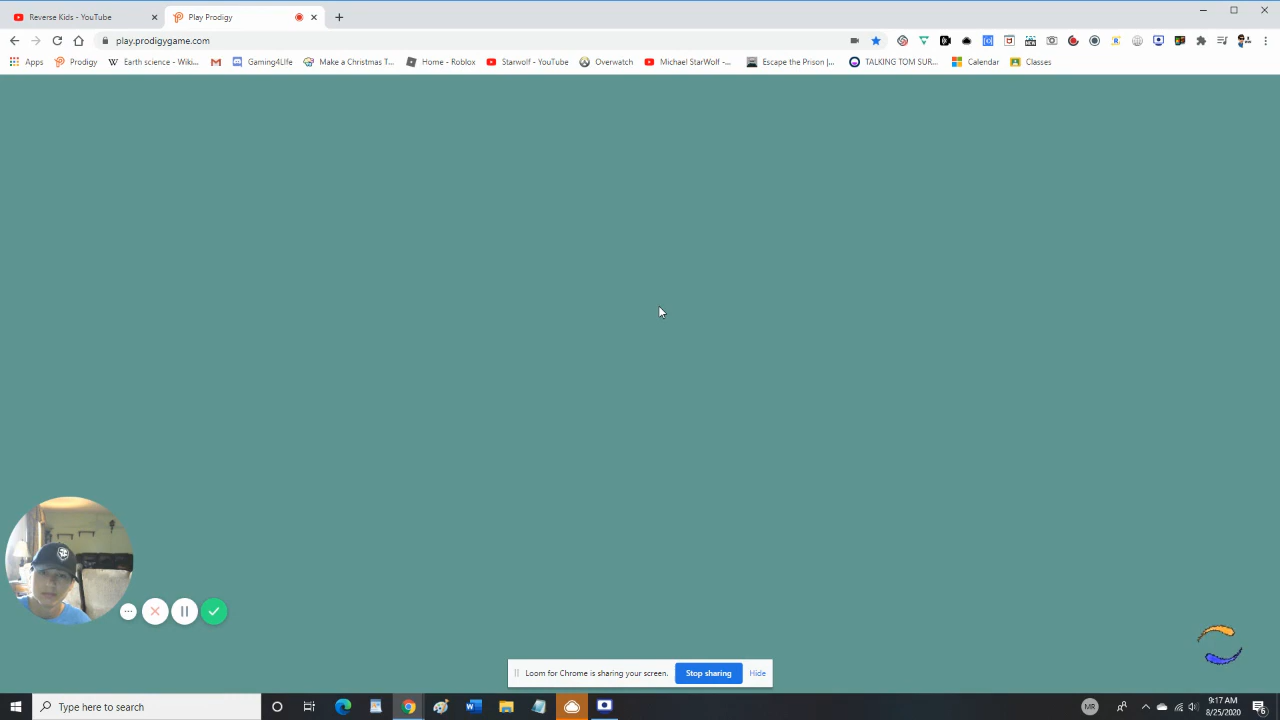 Reverse Kids - YouTube
Play Prodigy
play.prodigygame.com
Apps
Prodigy
Earth science - Wiki...
Gaming4LIfe
Make a Christmas T...
Home - Roblox
Starwolf - YouTube
Overwatch
Michael StarWolf -...
Escape the Prison |...
TALKING TOM SUR...
Calendar
Classes
Loom for Chrome is sharing your screen.
Stop sharing
Hide
Type here to search
MR
9:17 AM
8/25/2020
6